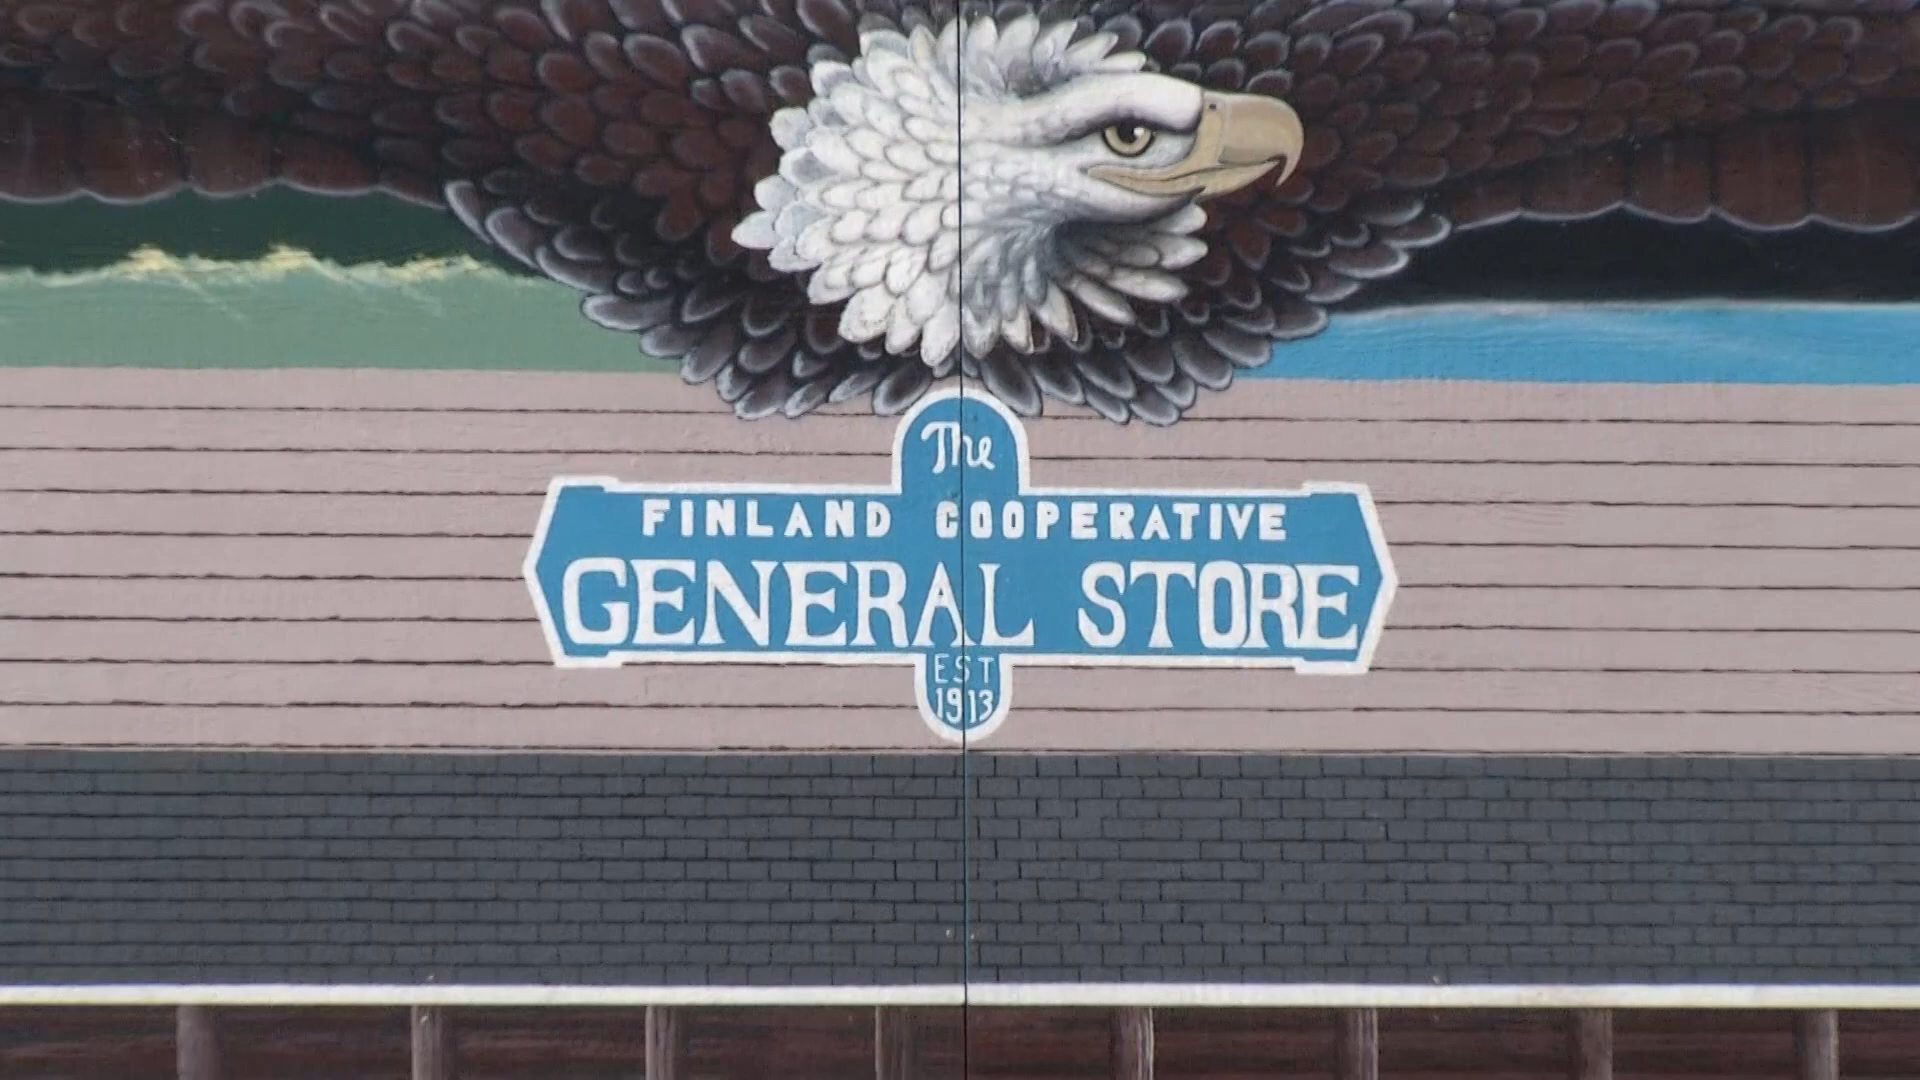 The
FINLAND COOPERATIVE
GENERAL STORE
EST
1913